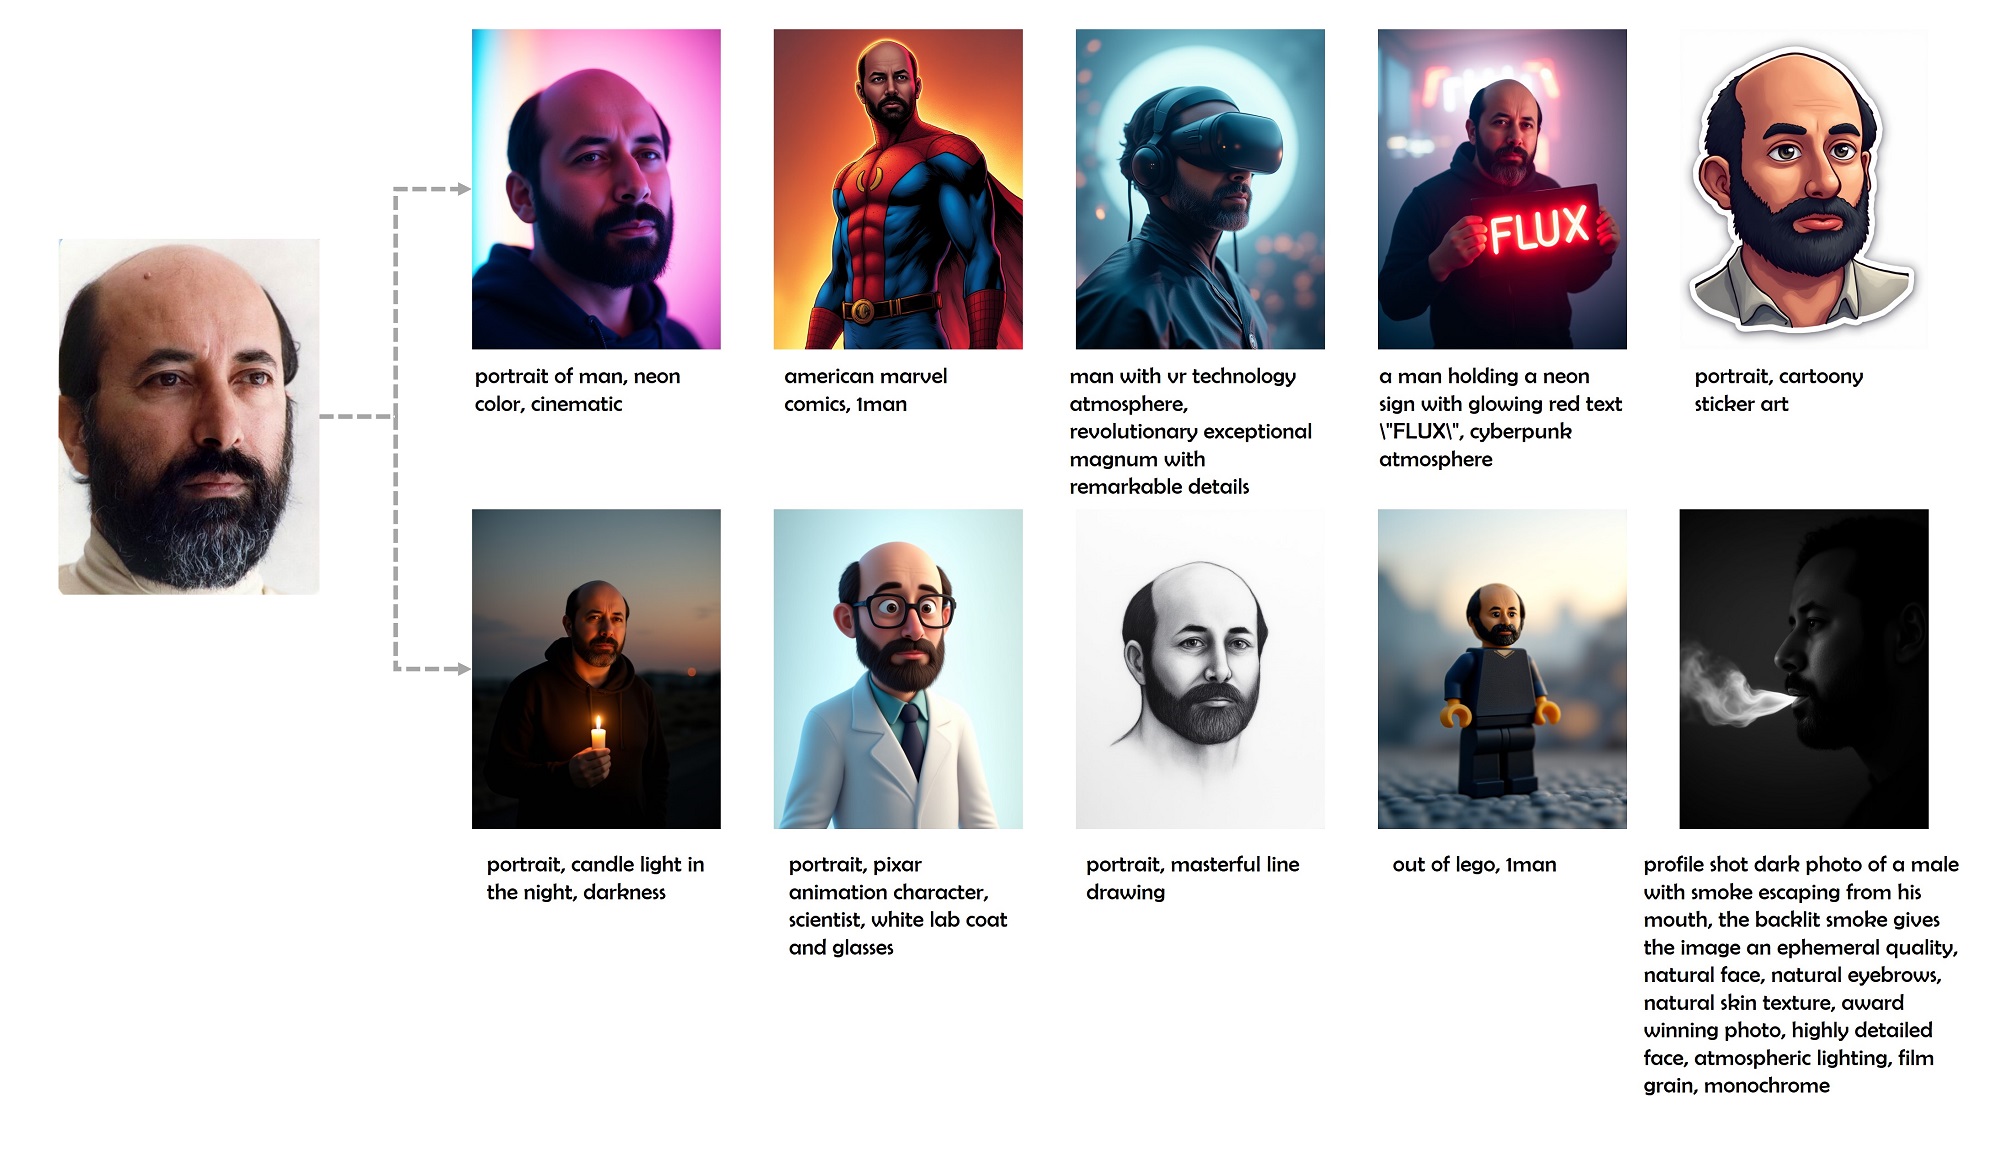 FLUX
portrait of man, neon
color, cinematic
american marvel
comics, 1man
man with vr technology
atmosphere,
revolutionary exceptional
magnum with
remarkable details
a man holding a neon
sign with glowing red text
\"FLUX\", cyberpunk
atmosphere
portrait, cartoony
sticker art
portrait, candle light in
the night, darkness
portrait, pixar
animation character,
scientist, white lab coat
and glasses
portrait, masterful line
drawing
out of lego, 1man
profile shot dark photo of a male
with smoke escaping from his
mouth, the backlit smoke gives
the image an ephemeral quality,
natural face, natural eyebrows,
natural skin texture, award
winning photo, highly detailed
face, atmospheric lighting, film
grain, monochrome